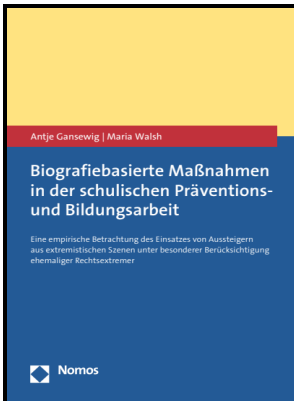 Antje Gansewig | Maria Walsh
Biografiebasierte Maßnahmen
in der schulischen Präventions-
und Bildungsarbeit
Eine empirische Betrachtung des Einsatzes von Aussteigern
aus extremistischen Szenen unter besonderer Berücksichtigung
ehemaliger Rechtsextremer
Nomos